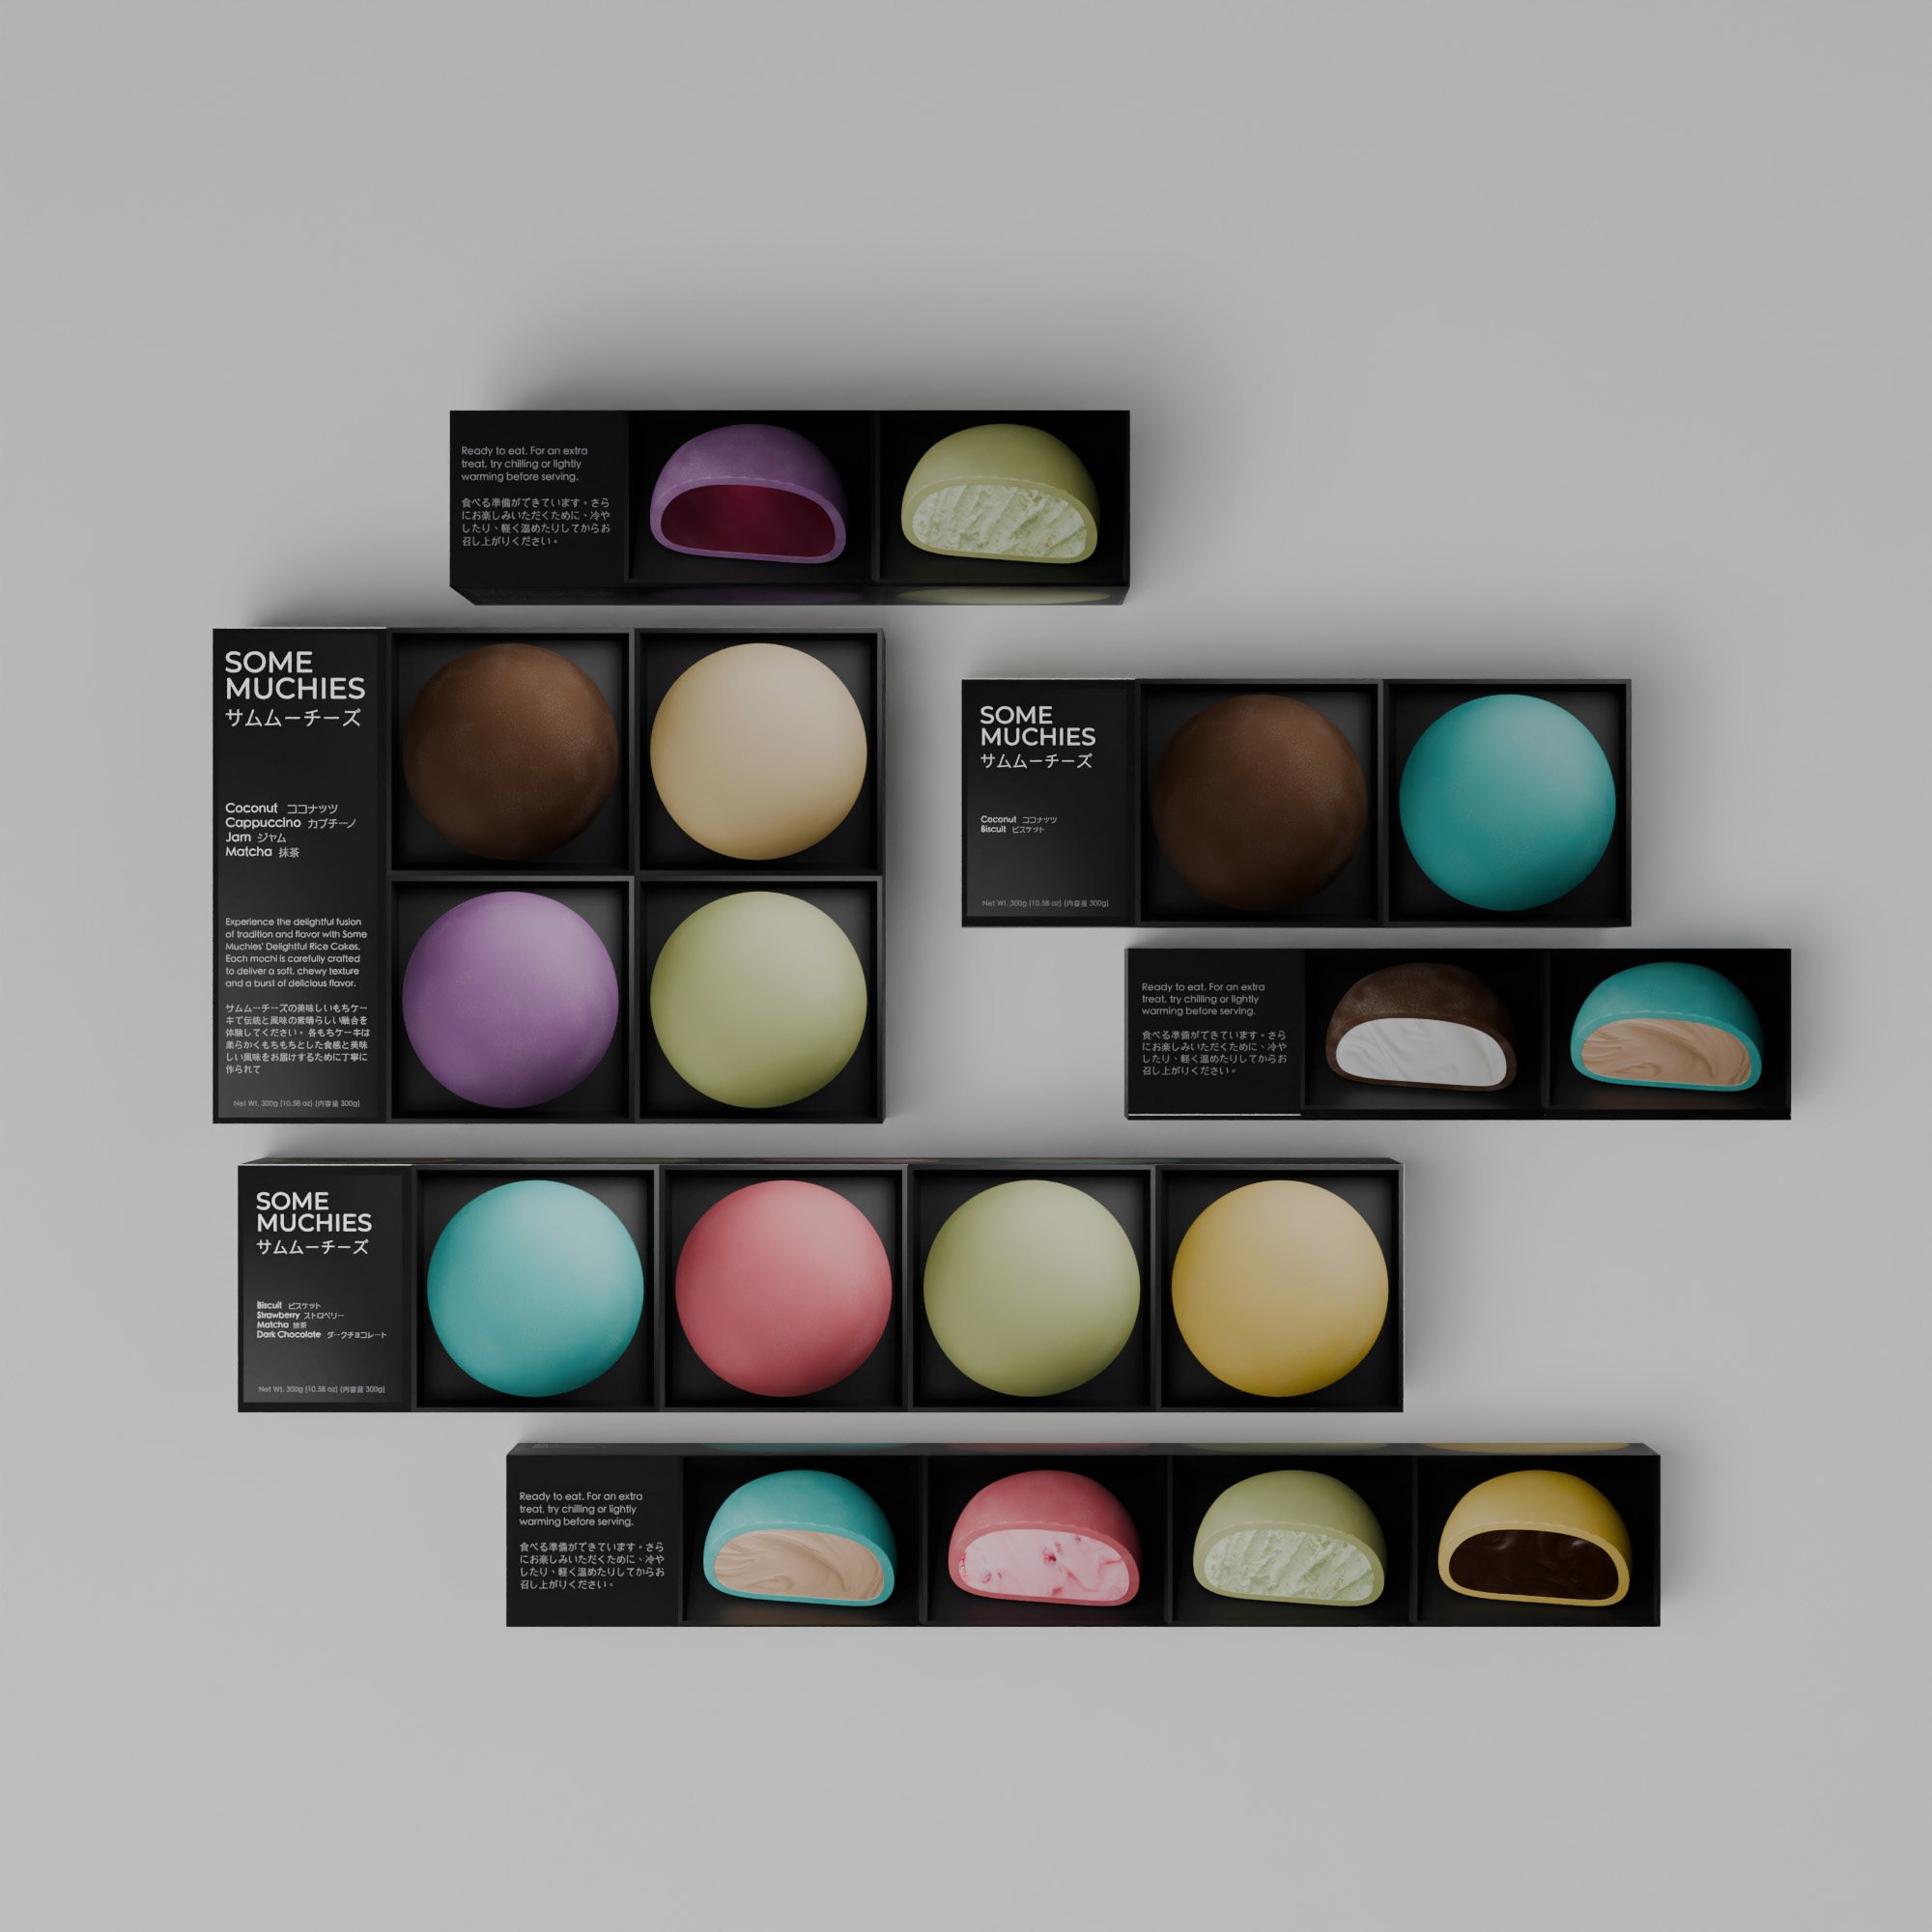 Ready to eat. For an extra
treat, try chilling or lightly
warming before serving.
食べる準備ができています。さら
にお楽しみいただくために、冷や
したり、軽く温めたりしてからお
召し上がりください。
SOME
MUCHIES
サムムーチーズ
Coconut ココナッツ
Cappuccino カプチーノ
Jam ジャム
Matcha 抹茶
Experience the delightful fusion
of tradition and flavor with Some
Muchies' Delightful Rice Cakes.
Each mochi is carefully crafted
to deliver a soft, chewy texture
and a burst of delicious flavor.
サムムーチーズの美味しいもちケー
キで伝統と風味の素晴らしい融合を
体験してください。各もちケーキは
柔らかくもちもちとした食感と美味
しい風味をお届けするために丁寧に
作られて
Net Wt. 300g (10.58 oz) (内容量 300g)
SOME
MUCHIES
サムムーチーズ
Coconut ココナッツ
Biscuit ビスケット
Net Wt. 300g (10.58 oz) (内容量 300g)
Ready to eat. For an extra
treat, try chilling or lightly
warming before serving.
食べる準備ができています。さら
にお楽しみいただくために、冷や
したり、軽く温めたりしてからお
召し上がりください。
SOME
MUCHIES
サムムーチーズ
Biscuit ビスケット
Strawberry ストロベリー
Matcha 抹茶
Dark Chocolate ダークチョコレート
Net Wt. 300g (10.58 oz) (内容量 300g)
Ready to eat. For an extra
treat, try chilling or lightly
warming before serving.
食べる準備ができています。さら
にお楽しみいただくために、冷や
したり、軽く温めたりしてからお
召し上がりください。